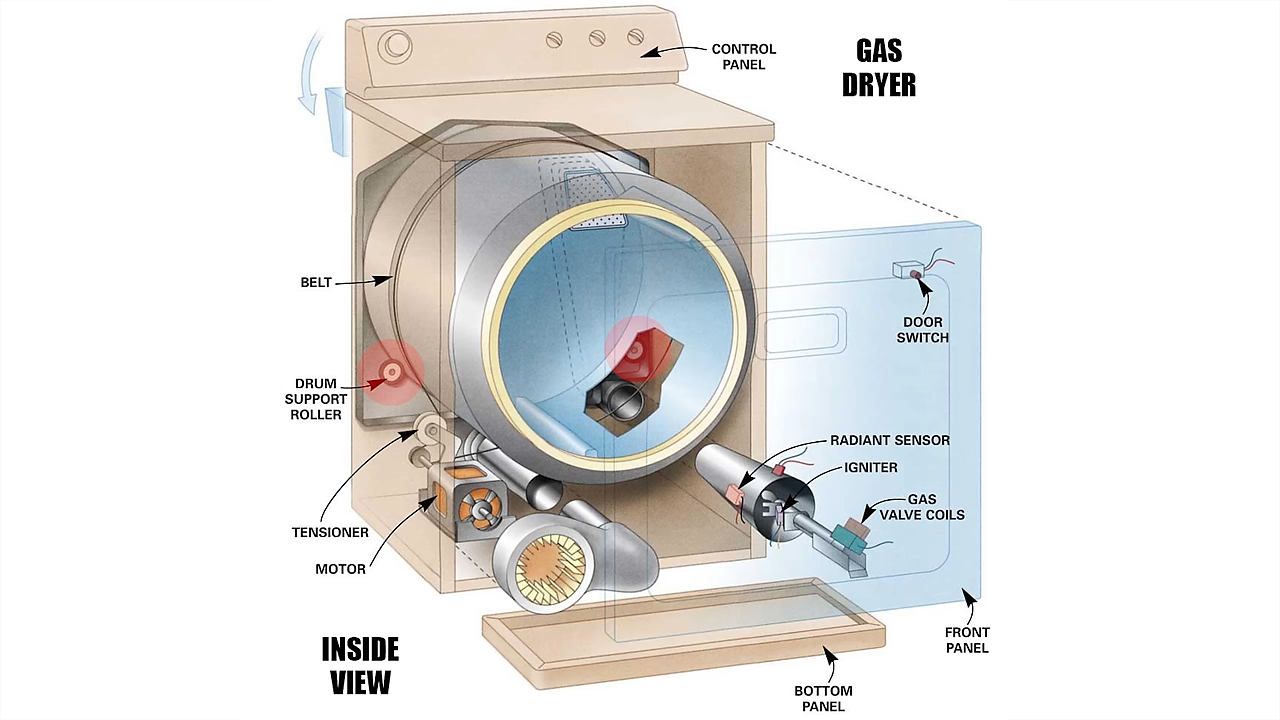 CONTROL
PANEL
GAS
DRYER
BELT
DOOR
SWITCH
DRUM
SUPPORT
ROLLER
RADIANT SENSOR
IGNITER
GAS
VALVE COILS
TENSIONER
MOTOR
FRONT
PANEL
INSIDE
VIEW
BOTTOM
PANEL